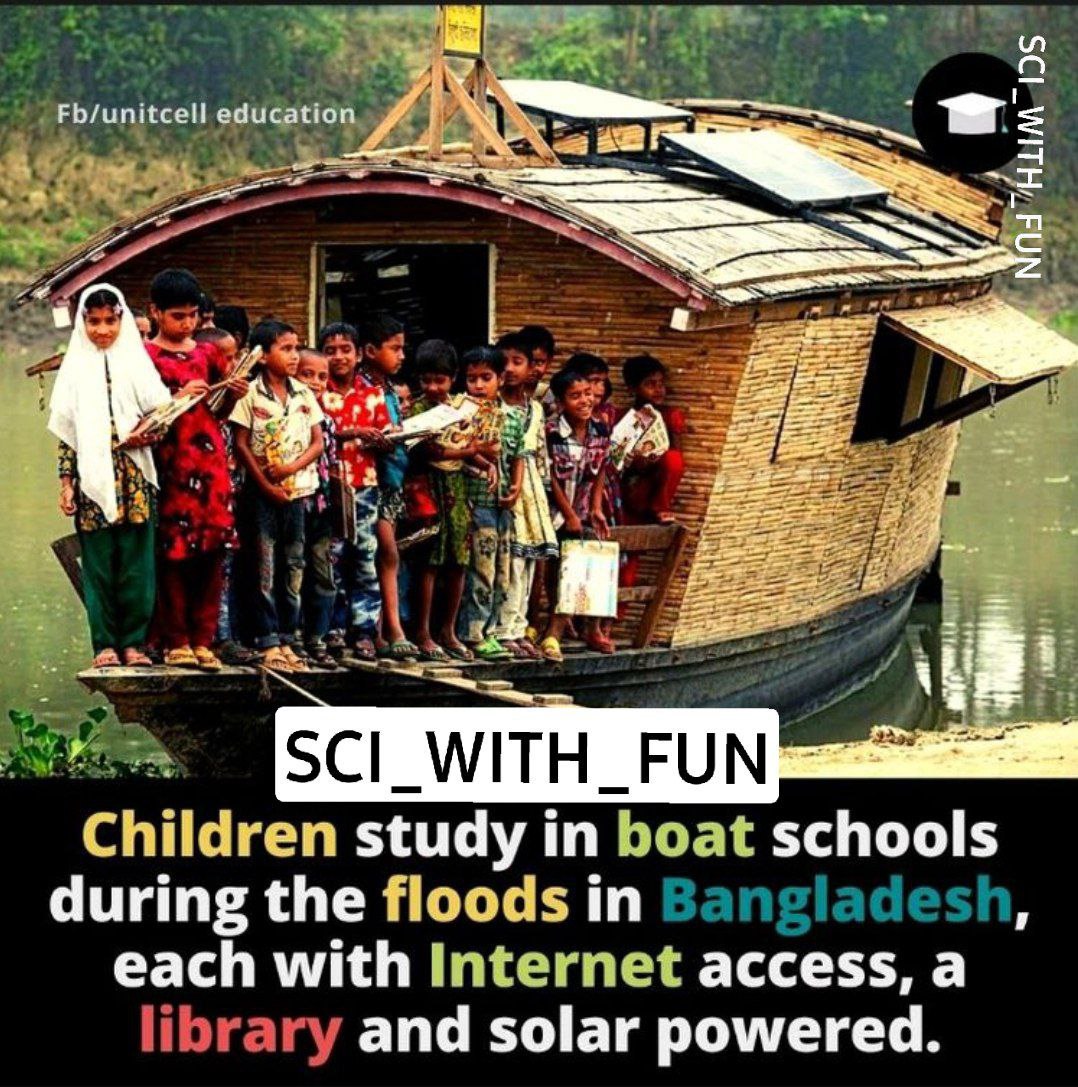 Fb/unitcell education
SCI_WITH_FUN
SCI_WITH_FUN
Children study in boat schools
during the floods in Bangladesh,
each with Internet access, a
library and solar powered.